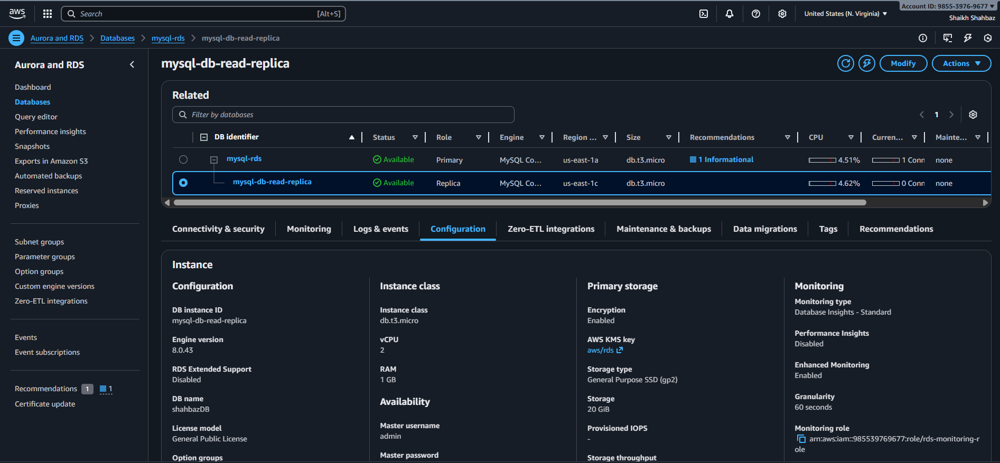 aws
Search
[Alt+S]
United States (N. Virginia)
Account ID: 9855-3976-9677
Shaikh Shahbaz
Aurora and RDS
Databases
mysql-rds
mysql-db-read-replica
Aurora and RDS
Dashboard
Databases
Query editor
Performance insights
Snapshots
Exports in Amazon S3
Automated backups
Reserved instances
Proxies
Subnet groups
Parameter groups
Option groups
Custom engine versions
Zero-ETL integrations
Events
Event subscriptions
Recommendations 1 1
Certificate update
mysql-db-read-replica
Modify
Actions
Related
Filter by databases
1
DB identifier Status Role Engine Region ... Size Recommendations CPU Curren... Mainte...
mysql-rds Available Primary MySQL Co... us-east-1a db.t3.micro 1 Informational 4.51% 1 Conn none
mysql-db-read-replica Available Replica MySQL Co... us-east-1c db.t3.micro 4.62% 0 Conn none
Connectivity & security Monitoring Logs & events Configuration Zero-ETL integrations Maintenance & backups Data migrations Tags Recommendations
Instance
Configuration
DB instance ID
mysql-db-read-replica
Engine version
8.0.43
RDS Extended Support
Disabled
DB name
shahbazDB
License model
General Public License
Option groups
Instance class
Instance class
db.t3.micro
vCPU
2
RAM
1 GB
Availability
Master username
admin
Master password
Primary storage
Encryption
Enabled
AWS KMS key
aws/rds
Storage type
General Purpose SSD (gp2)
Storage
20 GiB
Provisioned IOPS
-
Storage throughput
Monitoring
Monitoring type
Database Insights - Standard
Performance Insights
Disabled
Enhanced Monitoring
Enabled
Granularity
60 seconds
Monitoring role
arn:aws:iam::985539769677:role/rds-monitoring-r
ole